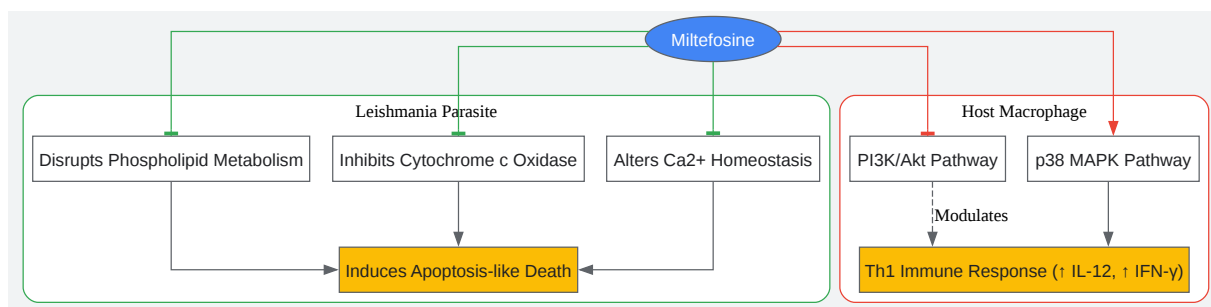 Miltefosine
Leishmania Parasite
Host Macrophage
Disrupts Phospholipid Metabolism
Inhibits Cytochrome c Oxidase
Alters Ca2+ Homeostasis
PI3K/Akt Pathway
p38 MAPK Pathway
Modulates
Induces Apoptosis-like Death
Th1 Immune Response (↑ IL-12, ↑ IFN-γ)